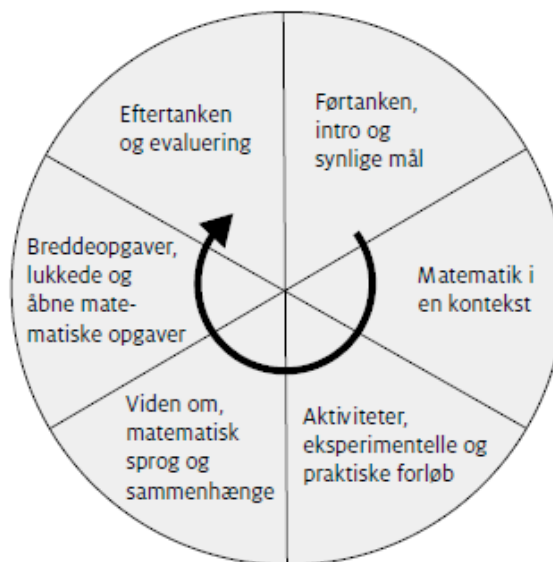 Førtanken,
intro og
synlige mål
Matematik i
en kontekst
Aktiviteter,
eksperimentelle og
praktiske forløb
Viden om,
matematisk
sprog og
sammenhænge
Breddeopgaver,
lukkede og
åbne mate-
matiske opgaver
Eftertanken
og evaluering